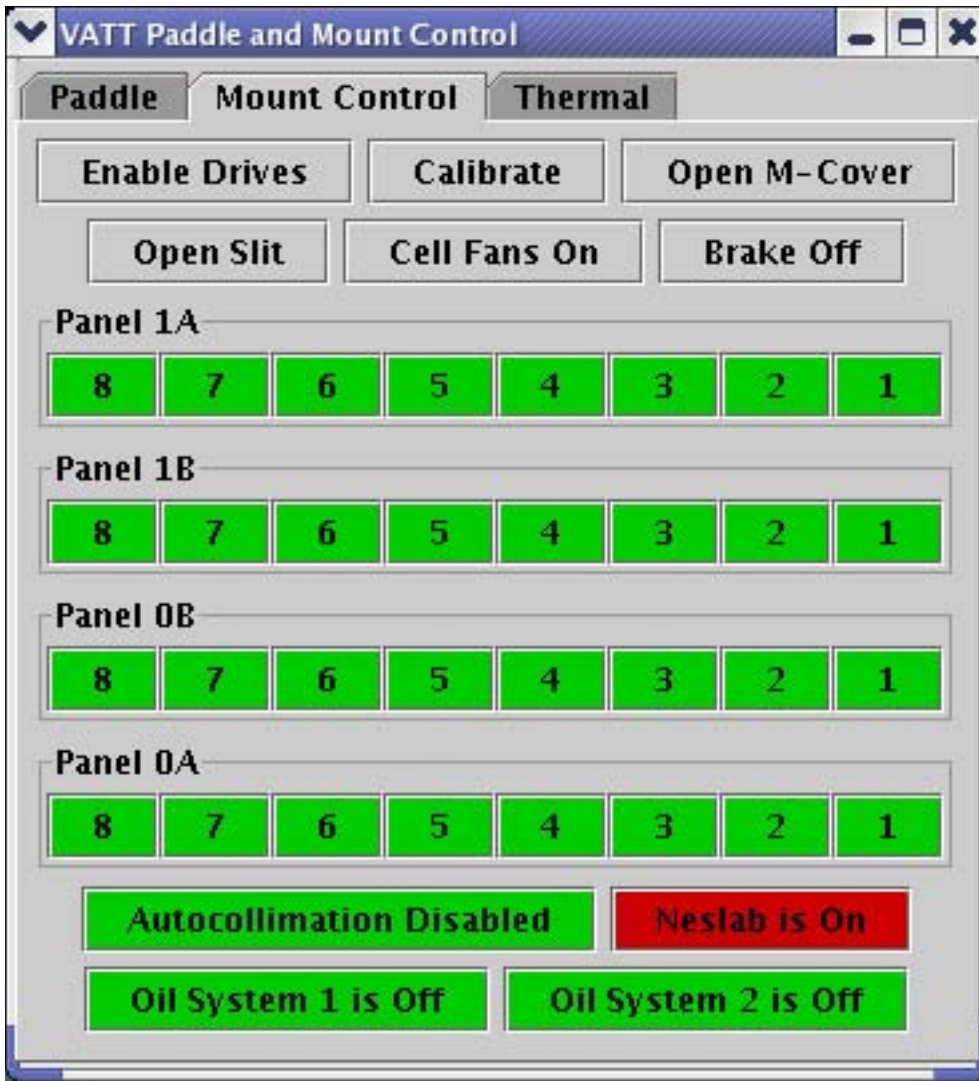 VATT Paddle and Mount Control
Paddle Mount Control Thermal
Enable Drives Calibrate Open M-Cover
Open Slit Cell Fans On Brake Off
Panel 1A
8 7 6 5 4 3 2 1
Panel 1B
8 7 6 5 4 3 2 1
Panel 0B
8 7 6 5 4 3 2 1
Panel 0A
8 7 6 5 4 3 2 1
Autocollimation Disabled Neslab is On
Oil System 1 is Off Oil System 2 is Off